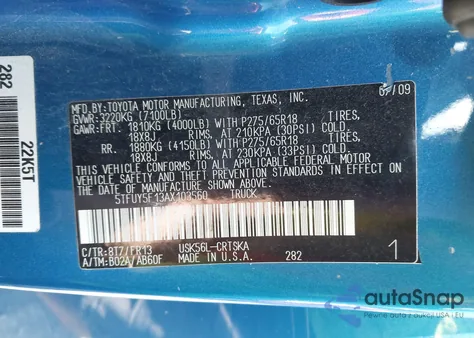 282
22K5T
MFD.BY:TOYOTA MOTOR MANUFACTURING, TEXAS, INC. 07/09
GVWR: 3220KG (7100LB)
GAWR:FRT. 1810KG (4000LB) WITH P275/65R18 TIRES,
18X8J RIMS, AT 210KPA (30PSI) COLD.
RR. 1880KG (4150LB) WITH P275/65R18 TIRES,
18X8J RIMS, AT 230KPA (33PSI) COLD.
THIS VEHICLE CONFORMS TO ALL APPLICABLE FEDERAL MOTOR
VEHICLE SAFETY AND THEFT PREVENTION STANDARDS IN EFFECT
ON THE DATE OF MANUFACTURE SHOWN ABOVE.
5TFUY5F13AX103560 TRUCK
C/TR:8T7/FR13 USK56L-CRTSKA
A/TM:B02A/AB60F MADE IN U.S.A. 282 1
autoSnap